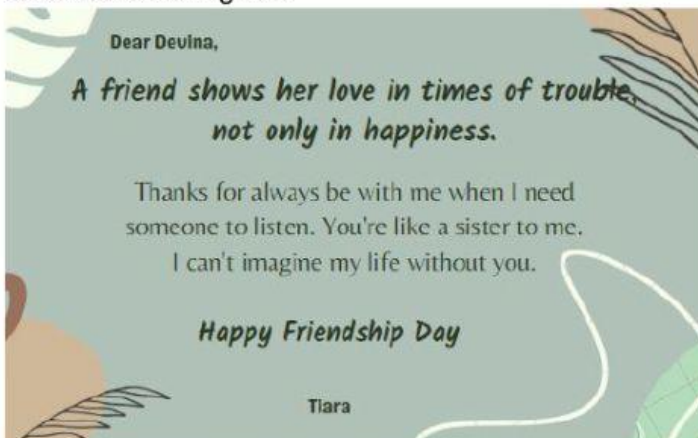 Dear Devina,
A friend shows her love in times of trouble,
not only in happiness.
Thanks for always be with me when I need
someone to listen. You're like a sister to me.
I can't imagine my life without you.
Happy Friendship Day
Tiara